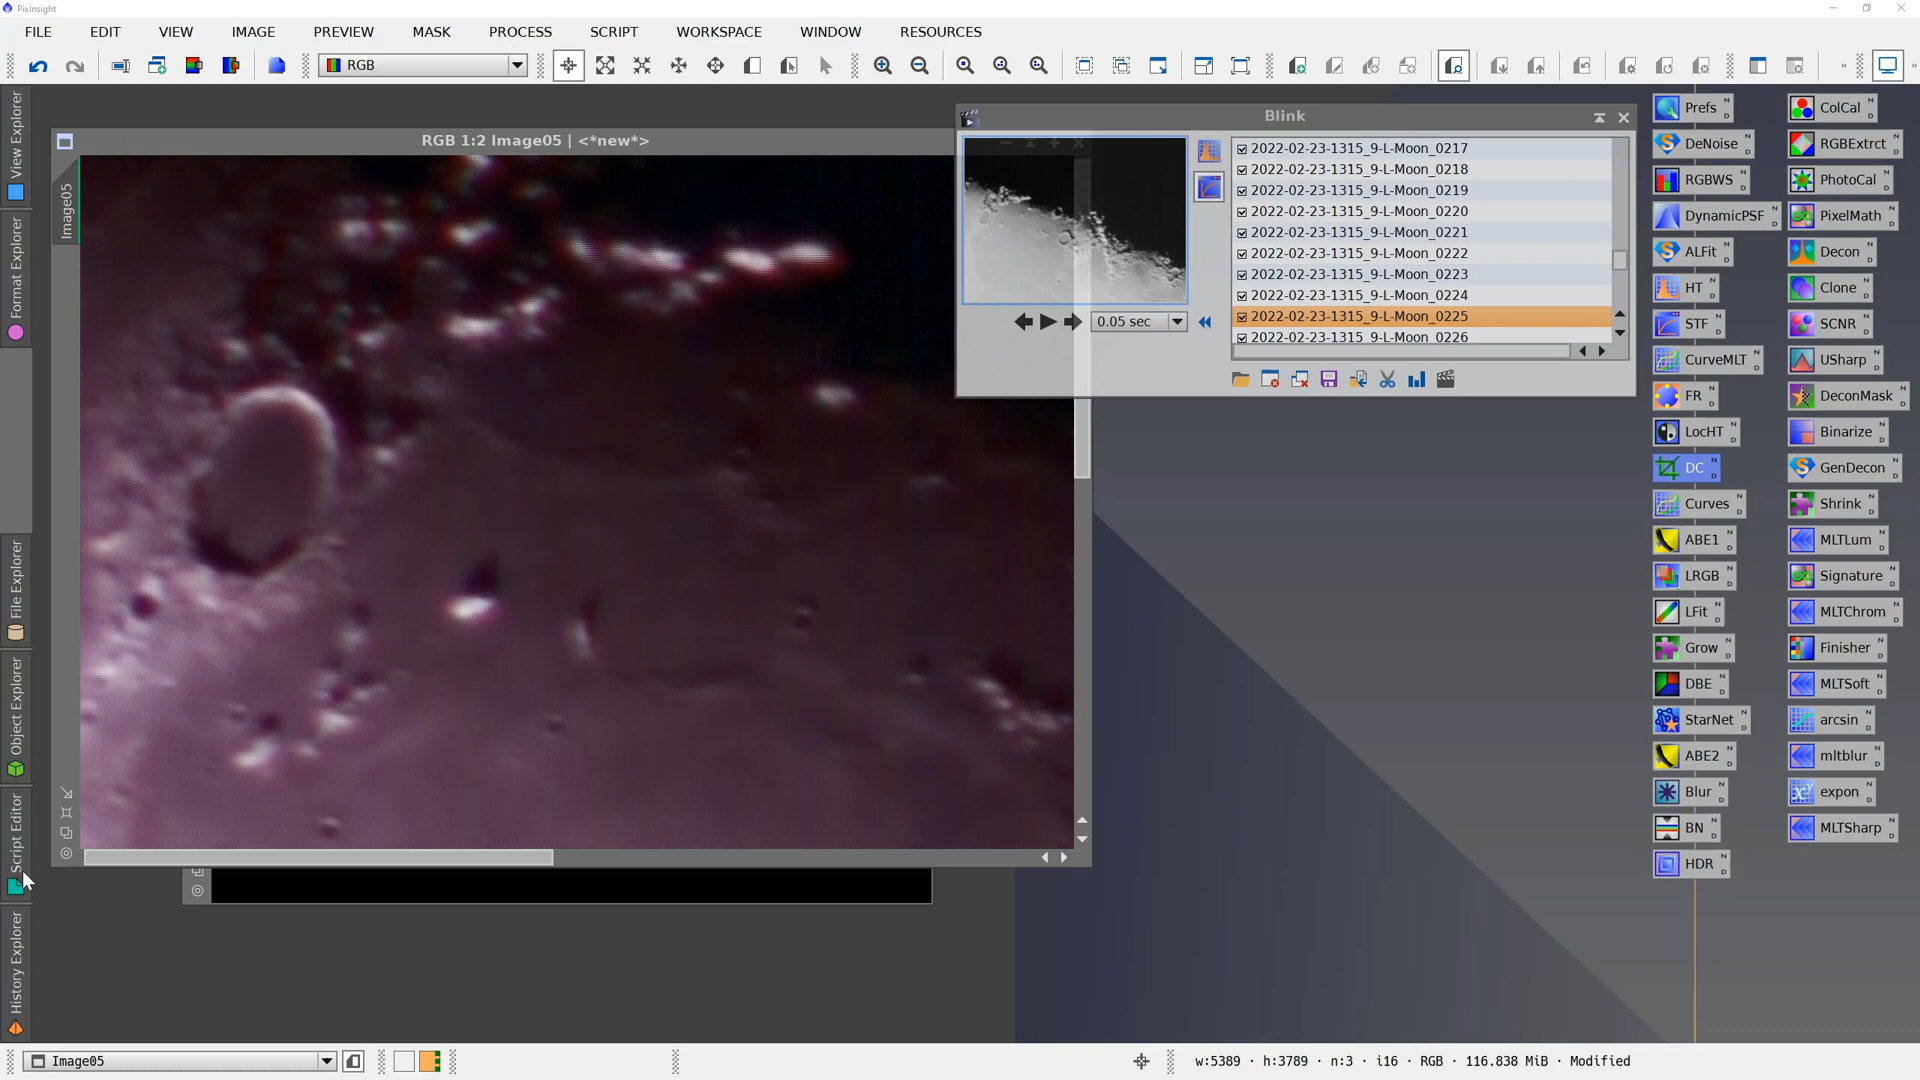 PixInsight
FILE EDIT VIEW IMAGE PREVIEW MASK PROCESS SCRIPT WORKSPACE WINDOW RESOURCES
RGB
» »
View Explorer
Format Explorer
File Explorer
Object Explorer
Script Editor
History Explorer
RGB 1:2 Image05 | <*new*>
Image05
Blink
2022-02-23-1315_9-L-Moon_0217
2022-02-23-1315_9-L-Moon_0218
2022-02-23-1315_9-L-Moon_0219
2022-02-23-1315_9-L-Moon_0220
2022-02-23-1315_9-L-Moon_0221
2022-02-23-1315_9-L-Moon_0222
2022-02-23-1315_9-L-Moon_0223
2022-02-23-1315_9-L-Moon_0224
2022-02-23-1315_9-L-Moon_0225
2022-02-23-1315_9-L-Moon_0226
0.05 sec
Prefs N D ColCal N D
DeNoise N D RGBExtrct N D
RGBWS N D PhotoCal N D
DynamicPSF N D PixelMath N D
ALFit N D Decon N D
HT N D Clone N D
STF N D SCNR N D
CurveMLT N D USharp N D
FR N D DeconMask N D
LocHT N D Binarize N D
DC N D GenDecon N D
Curves N D Shrink N D
ABE1 N D MLTLum N D
LRGB N D Signature N D
LFit N D MLTChrom N D
Grow N D Finisher N D
DBE N D MLTSoft N D
StarNet N D arcsin N D
ABE2 N D mltblur N D
Blur N D expon N D
BN N D MLTSharp N D
HDR N D
Image05
w:5389 · h:3789 · n:3 · i16 · RGB · 116.838 MiB · Modified